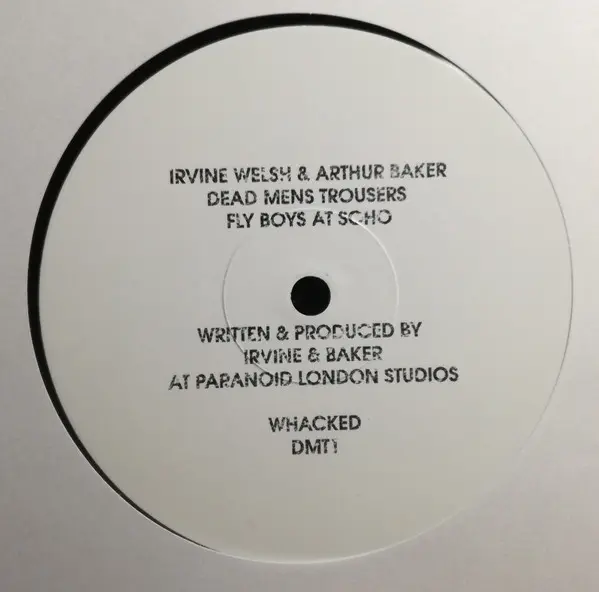 IRVINE WELSH & ARTHUR BAKER
DEAD MENS TROUSERS
FLY BOYS AT SOHO
WRITTEN & PRODUCED BY
IRVINE & BAKER
AT PARANOID LONDON STUDIOS
WHACKED
DMT1